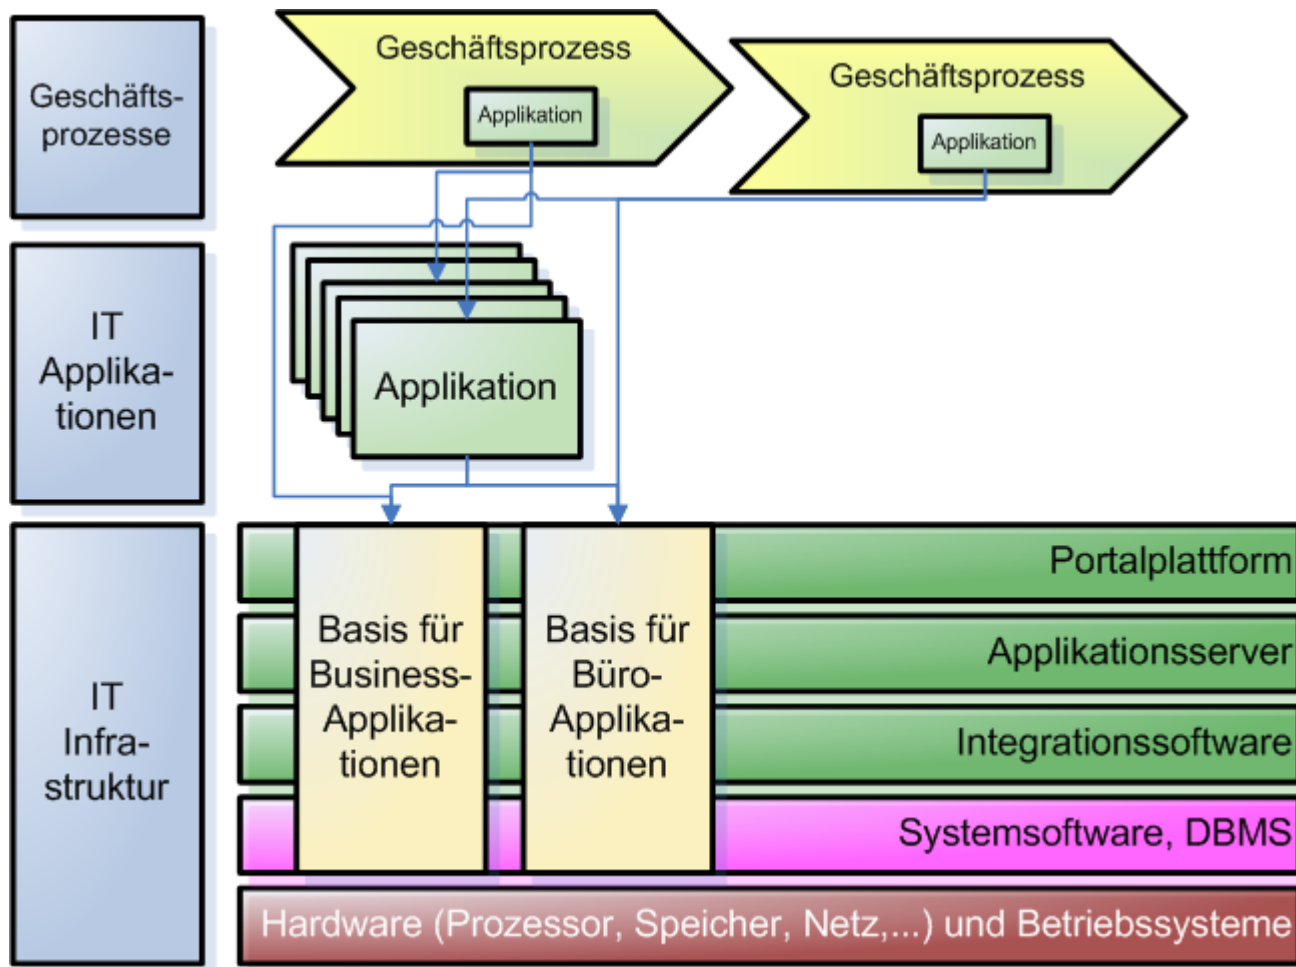 Geschäfts-
prozesse
Geschäftsprozess
Applikation
Geschäftsprozess
Applikation
IT
Applika-
tionen
Applikation
IT
Infra-
struktur
Basis für
Business-
Applika-
tionen
Basis für
Büro-
Applika-
tionen
Portalplattform
Applikationsserver
Integrationssoftware
Systemsoftware, DBMS
Hardware (Prozessor, Speicher, Netz,...) und Betriebssysteme